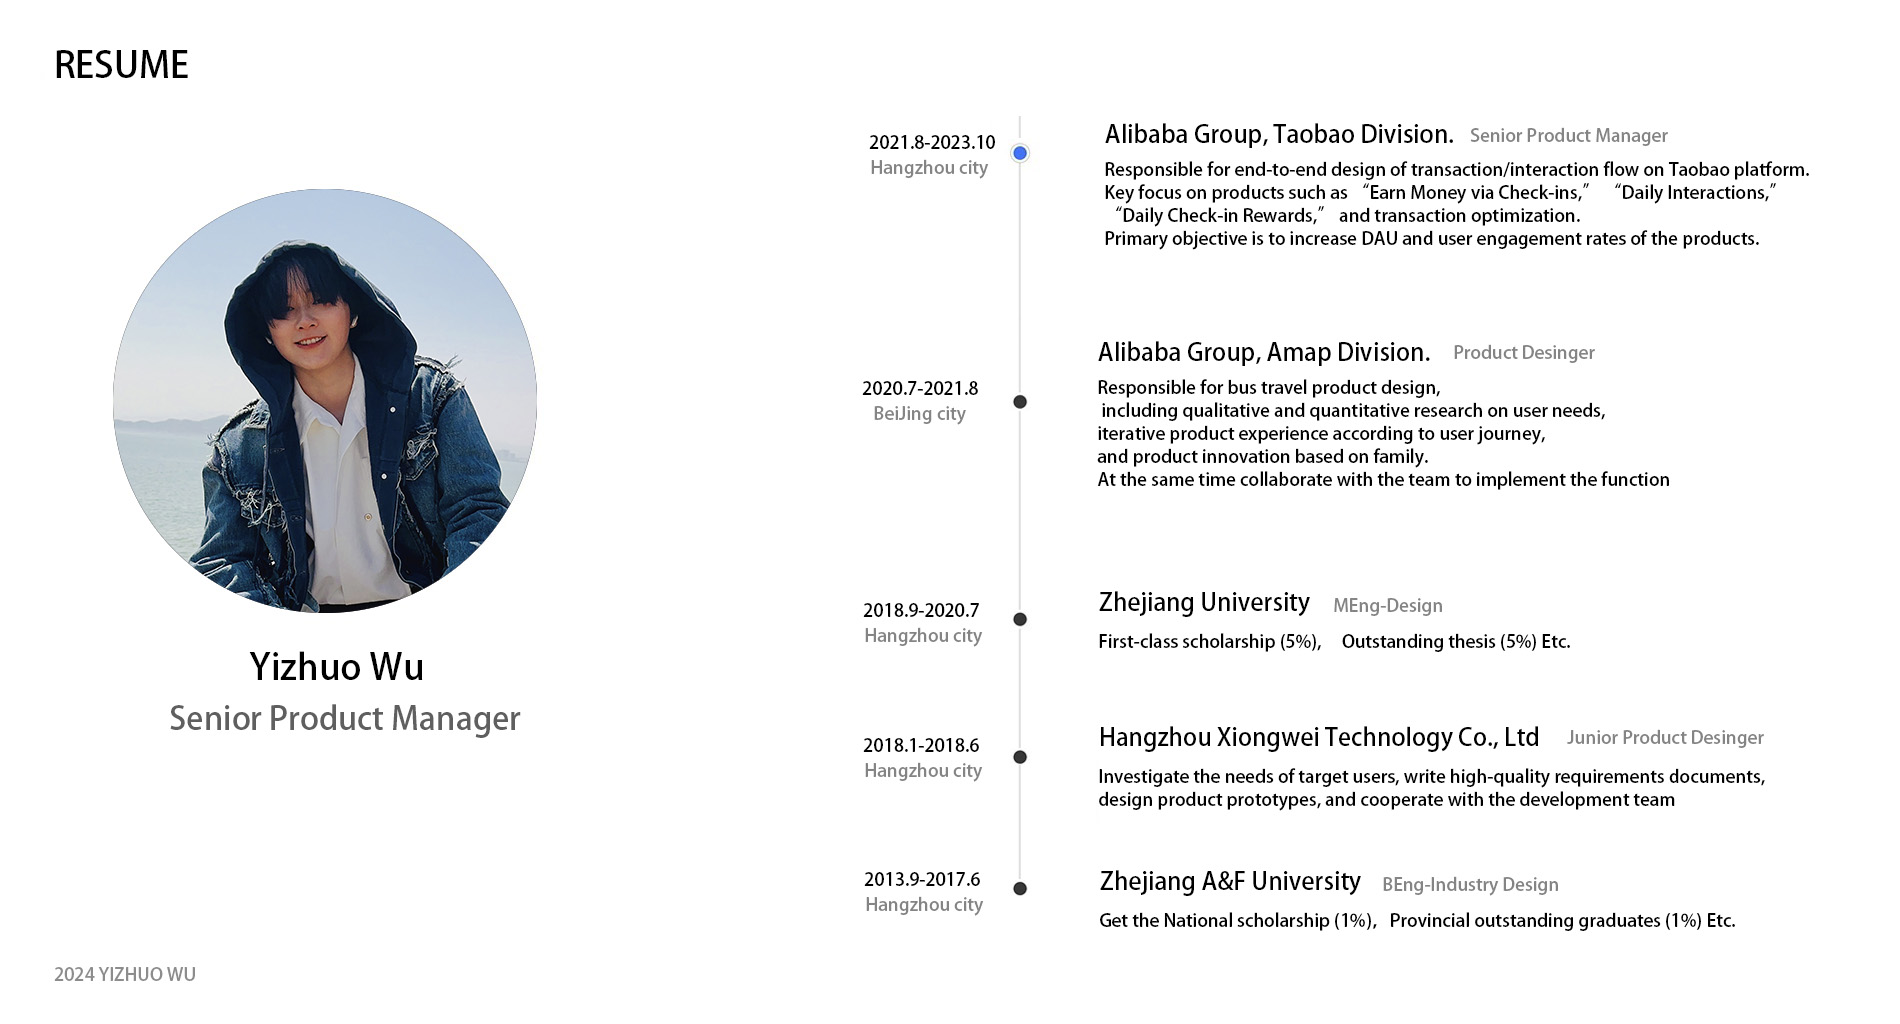 RESUME
Yizhuo Wu
Senior Product Manager
2021.8-2023.10
Hangzhou city
Alibaba Group, Taobao Division. Senior Product Manager
Responsible for end-to-end design of transaction/interaction flow on Taobao platform.
Key focus on products such as “Earn Money via Check-ins,” “Daily Interactions,”
“Daily Check-in Rewards,” and transaction optimization.
Primary objective is to increase DAU and user engagement rates of the products.
2020.7-2021.8
BeiJing city
Alibaba Group, Amap Division. Product Desinger
Responsible for bus travel product design,
including qualitative and quantitative research on user needs,
iterative product experience according to user journey,
and product innovation based on family.
At the same time collaborate with the team to implement the function
2018.9-2020.7
Hangzhou city
Zhejiang University MEng-Design
First-class scholarship (5%), Outstanding thesis (5%) Etc.
2018.1-2018.6
Hangzhou city
Hangzhou Xiongwei Technology Co., Ltd Junior Product Desinger
Investigate the needs of target users, write high-quality requirements documents,
design product prototypes, and cooperate with the development team
2013.9-2017.6
Hangzhou city
Zhejiang A&F University BEng-Industry Design
Get the National scholarship (1%), Provincial outstanding graduates (1%) Etc.
2024 YIZHUO WU